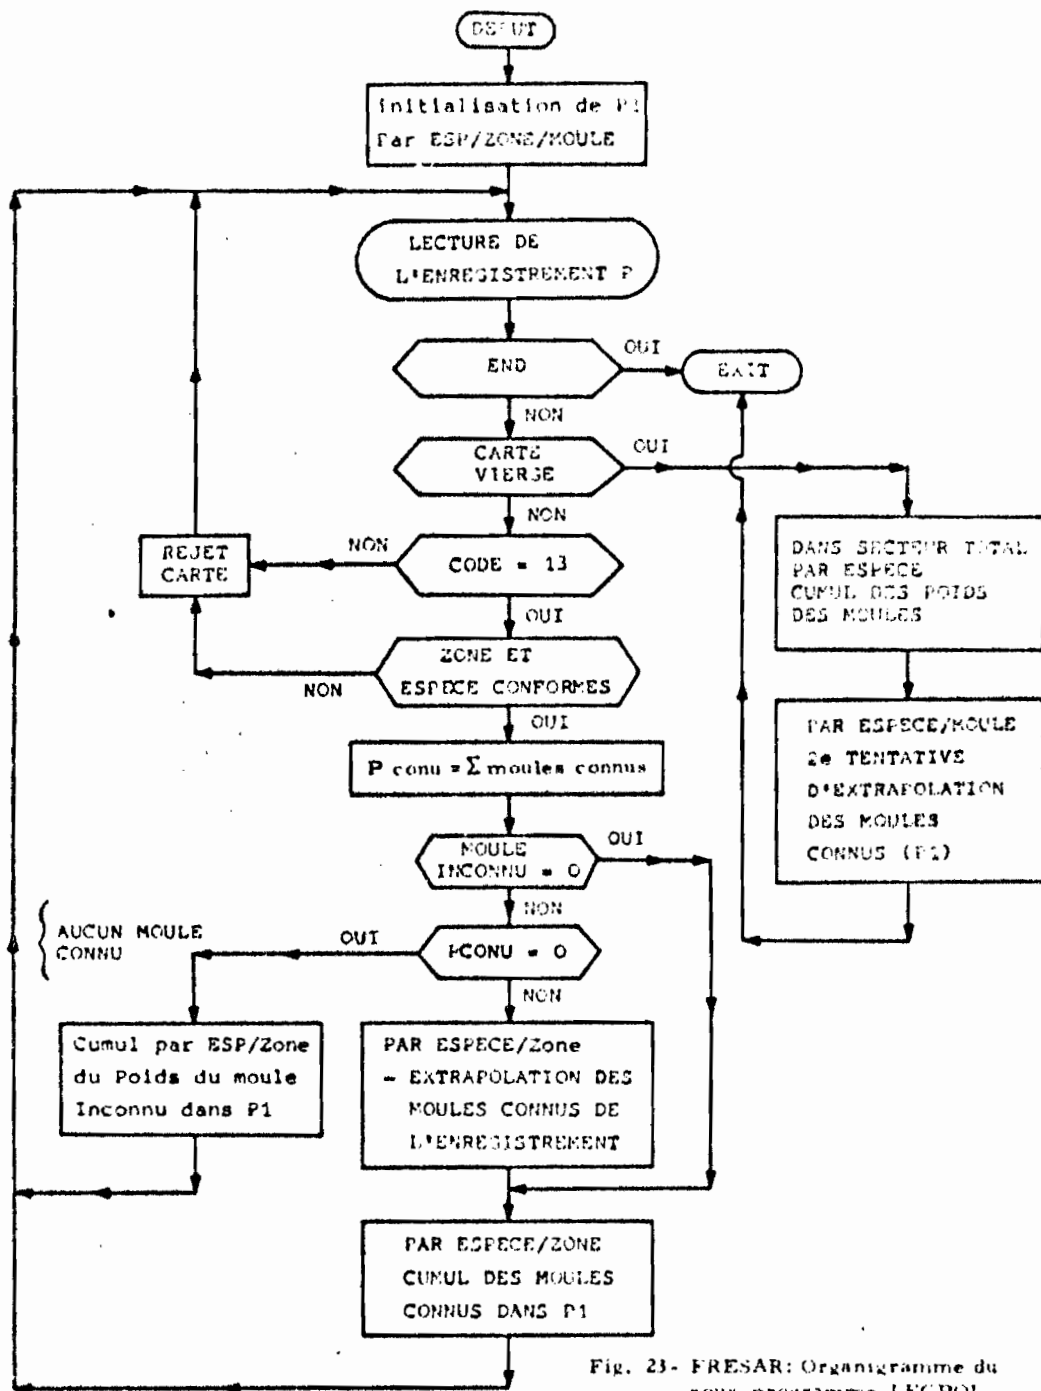 DEBUT
initialisation de P1
Par ESP/ZONE/MOULE
LECTURE DE
L'ENREGISTREMENT P
END
OUI
EXIT
NON
CARTE
VIERGE
OUI
NON
REJET
CARTE
NON
CODE = 13
DANS SECTEUR TOTAL
PAR ESPECE
CUMUL DES POIDS
DES MOULES
OUI
ZONE ET
ESPECE CONFORMES
NON
OUI
P conu = Σ moules connus
PAR ESPECE/MOULE
2e TENTATIVE
D'EXTRAPOLATION
DES MOULES
CONNUS (P1)
MOULE
INCONNU = 0
OUI
NON
AUCUN MOULE
CONNU
OUI
PCONU = 0
NON
Cumul par ESP/Zone
du Poids du moule
Inconnu dans P1
PAR ESPECE/Zone
- EXTRAPOLATION DES
MOULES CONNUS DE
L'ENREGISTREMENT
PAR ESPECE/ZONE
CUMUL DES MOULES
CONNUS DANS P1
Fig. 23- FRESAR: Organigramme du
sous-programme